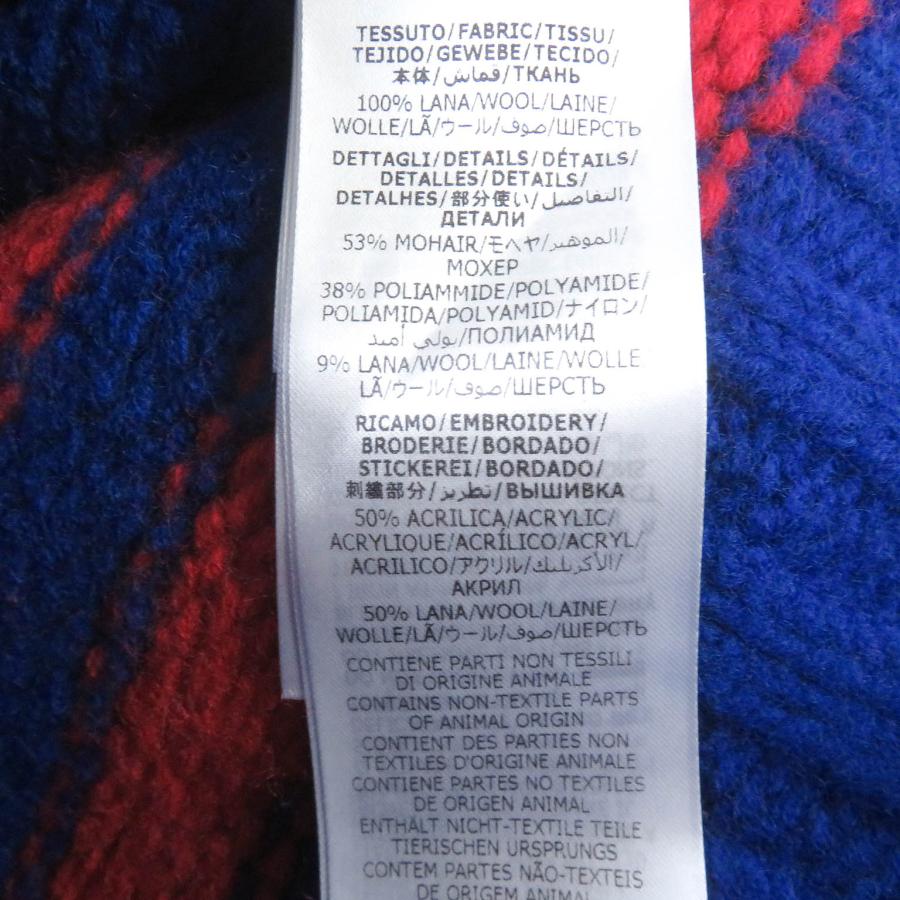 TESSUTO/FABRIC/TISSU/
TEJIDO/GEWEBE/TECIDO/
本体/قماش/ТКАНЬ
100% LANA/WOOL/LAINE/
WOLLE/LÃ/ウール/صوف/ШЕРСТЬ
DETTAGLI/DETAILS/DÉTAILS/
DETALLES/DETAILS/
DETALHES/部分使い/التفاصيل/
ДЕТАЛИ
53% MOHAIR/モヘヤ/الموهير/
МОХЕР
38% POLIAMMIDE/POLYAMIDE/
POLIAMIDA/POLYAMID/ナイロン/
بولي أميد/ПОЛИАМИД
9% LANA/WOOL/LAINE/WOLLE
LÃ/ウール/صوف/ШЕРСТЬ
RICAMO/EMBROIDERY/
BRODERIE/BORDADO/
STICKEREI/BORDADO/
刺繍部分/تطريز/ВЫШИВКА
50% ACRILICA/ACRYLIC/
ACRYLIQUE/ACRÍLICO/ACRYL/
ACRILICO/アクリル/الأكريليك/
АКРИЛ
50% LANA/WOOL/LAINE/
WOLLE/LÃ/ウール/صوف/ШЕРСТЬ
CONTIENE PARTI NON TESSILI
DI ORIGINE ANIMALE
CONTAINS NON-TEXTILE PARTS
OF ANIMAL ORIGIN
CONTIENT DES PARTIES NON
TEXTILES D'ORIGINE ANIMALE
CONTIENE PARTES NO TEXTILES
DE ORIGEN ANIMAL
ENTHÄLT NICHT-TEXTILE TEILE
TIERISCHEN URSPRUNGS
CONTEM PARTES NÃO-TEXTEIS
DE ORIGEM ANIMAL